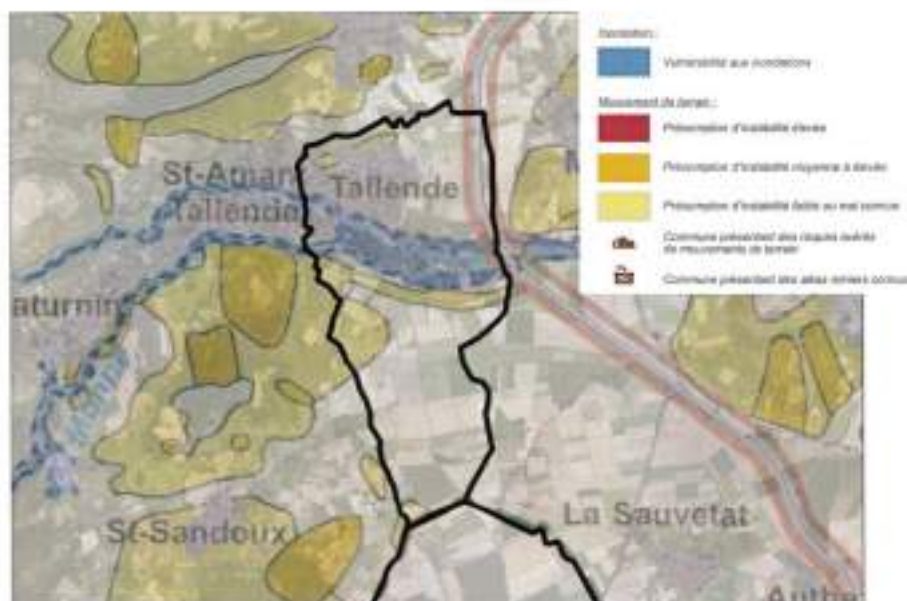 Inondation :
Vulnérabilité aux inondations
Mouvement de terrain :
Présomption d'instabilité élevée
Présomption d'instabilité moyenne à élevée
Présomption d'instabilité faible ou mal connue
Commune présentant des risques avérés
de mouvements de terrain
Commune présentant des aléas miniers connus
St-Amant
Tallende
Tallende
aturnin
St-Sandoux
La Sauvetat
Authe